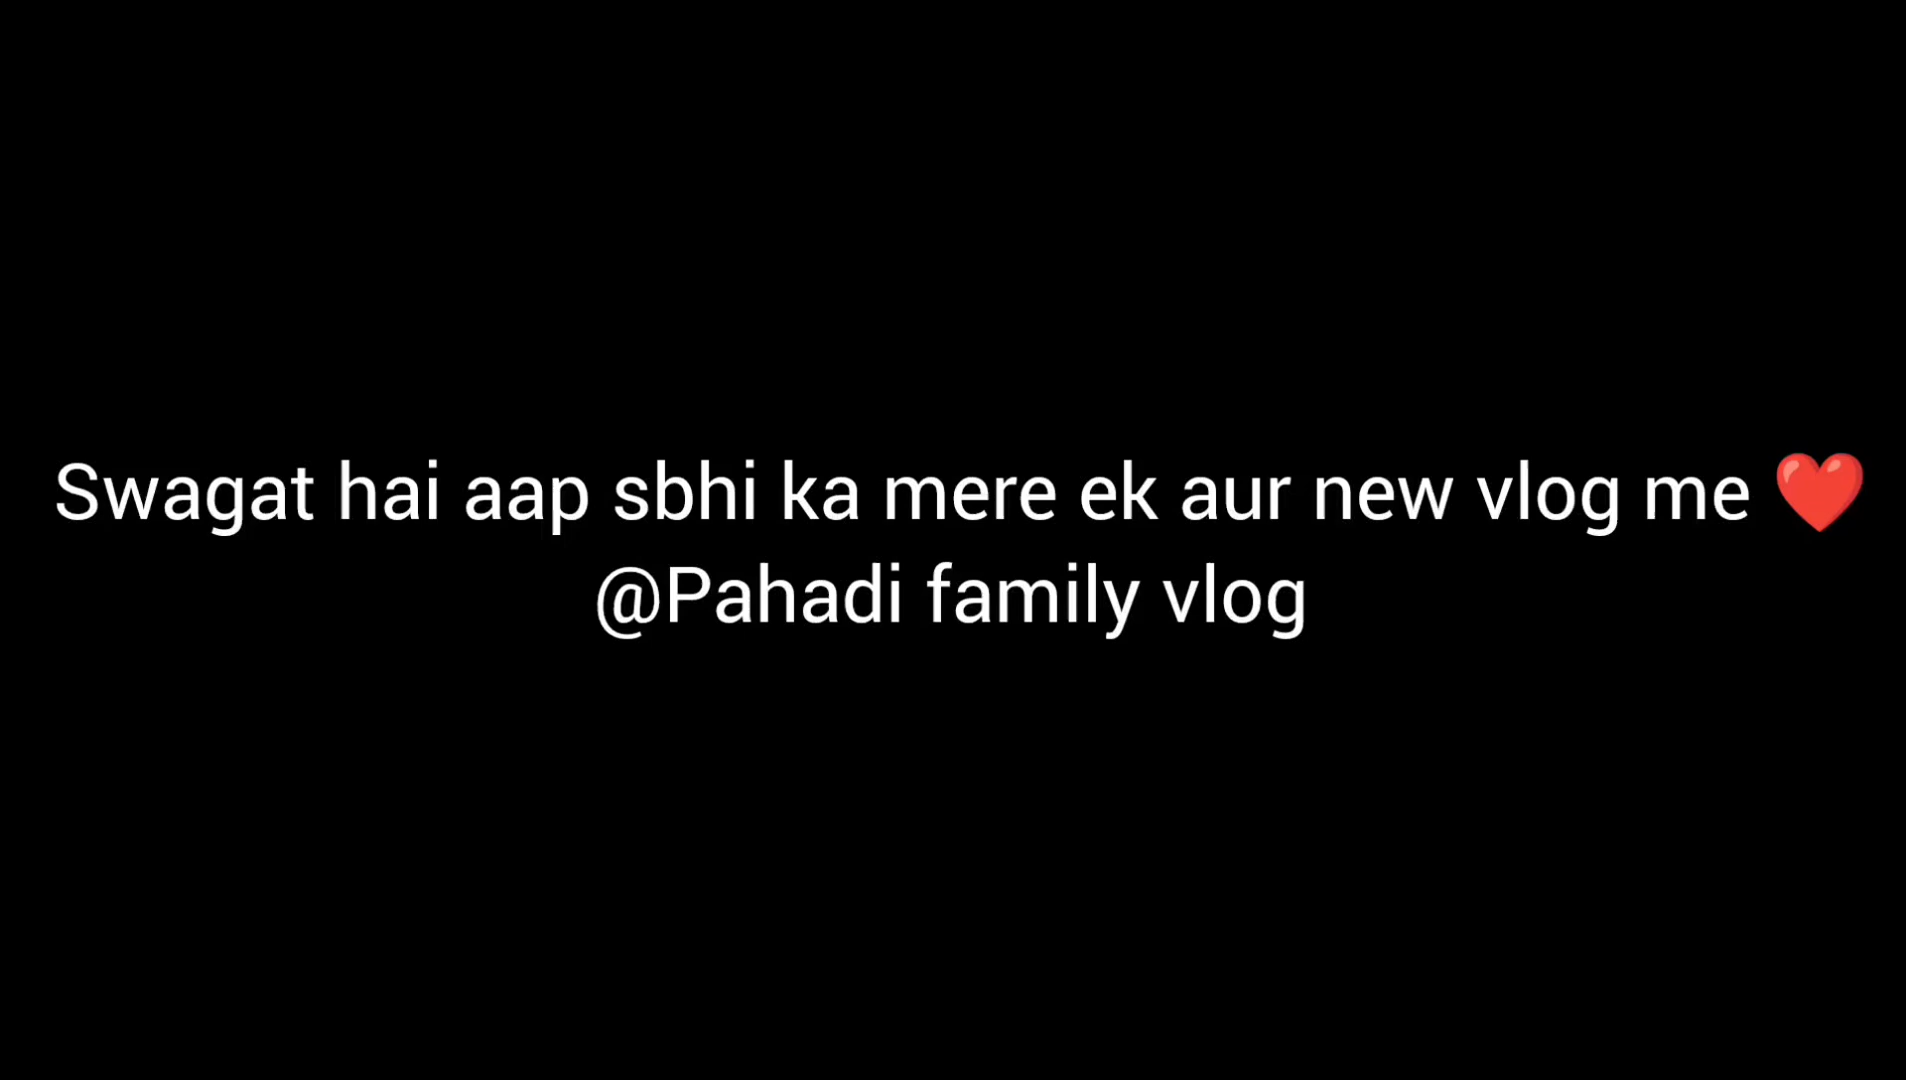 Swagat hai aap sbhi ka mere ek aur new vlog me ❤️
@Pahadi family vlog